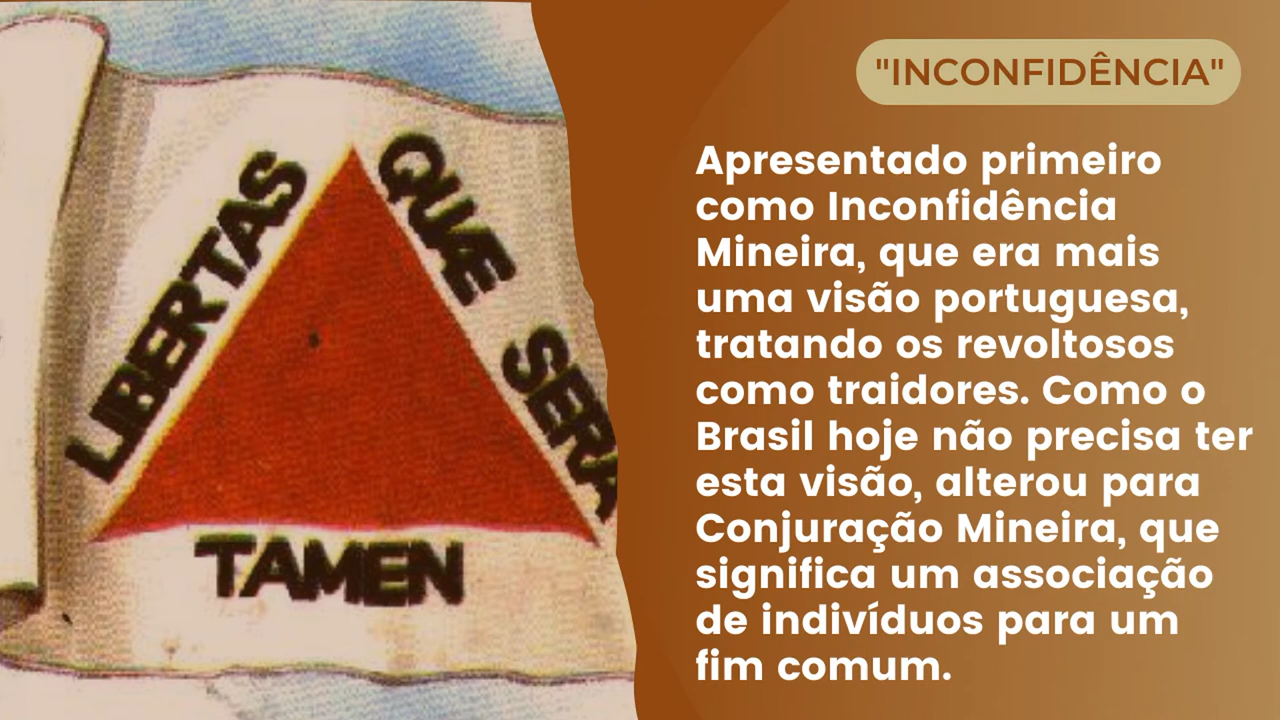 LIBERTAS
QUÆ SERA
TAMEN
"INCONFIDÊNCIA"
Apresentado primeiro
como Inconfidência
Mineira, que era mais
uma visão portuguesa,
tratando os revoltosos
como traidores. Como o
Brasil hoje não precisa ter
esta visão, alterou para
Conjuração Mineira, que
significa um associação
de indivíduos para um
fim comum.